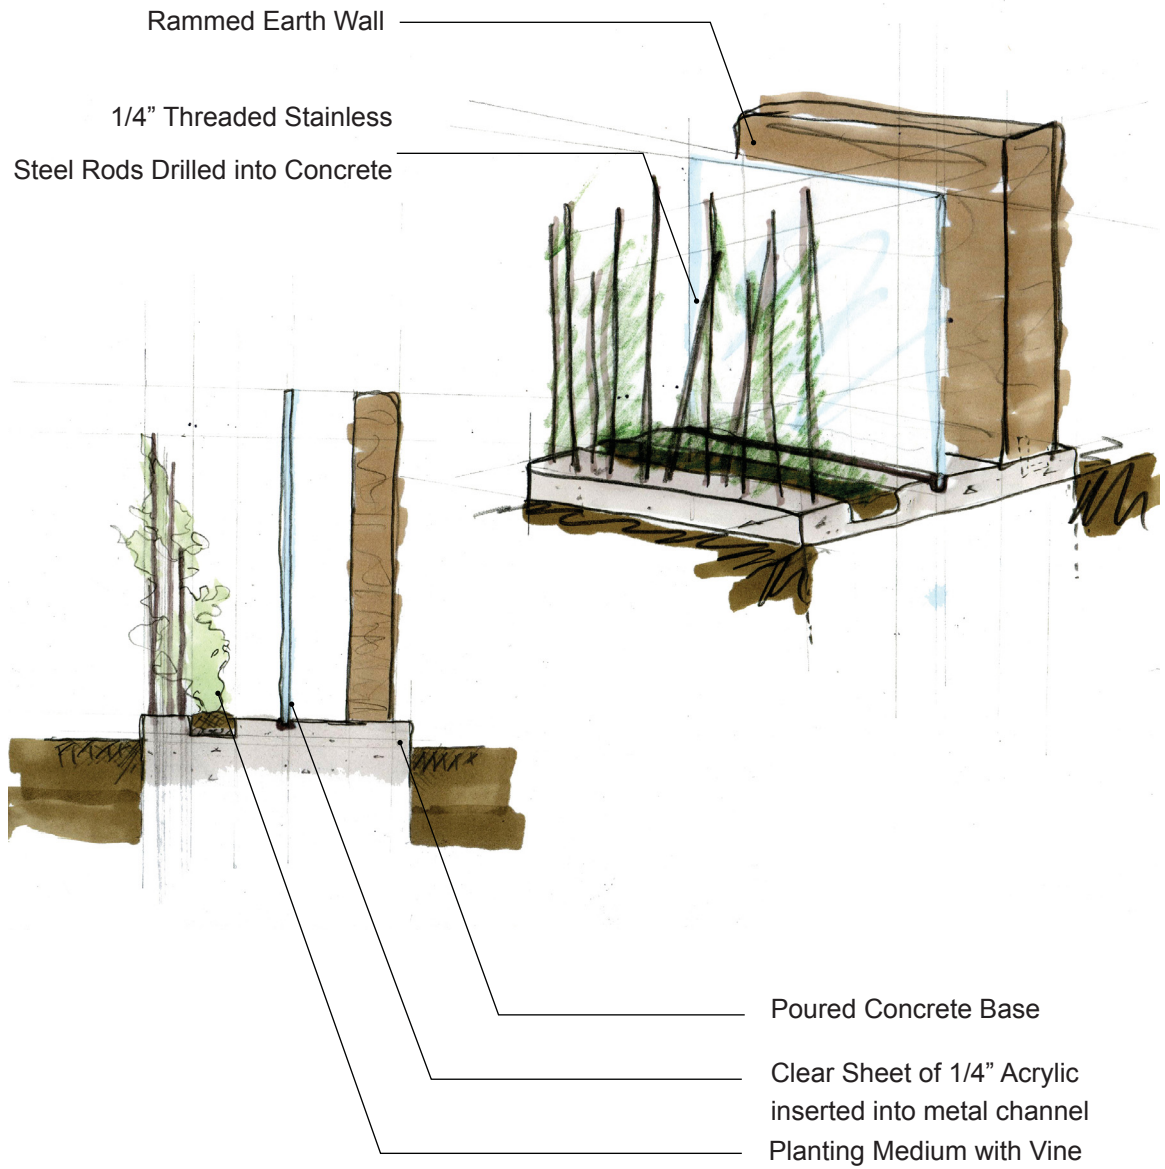 Rammed Earth Wall
1/4” Threaded Stainless
Steel Rods Drilled into Concrete
Poured Concrete Base
Clear Sheet of 1/4” Acrylic
inserted into metal channel
Planting Medium with Vine